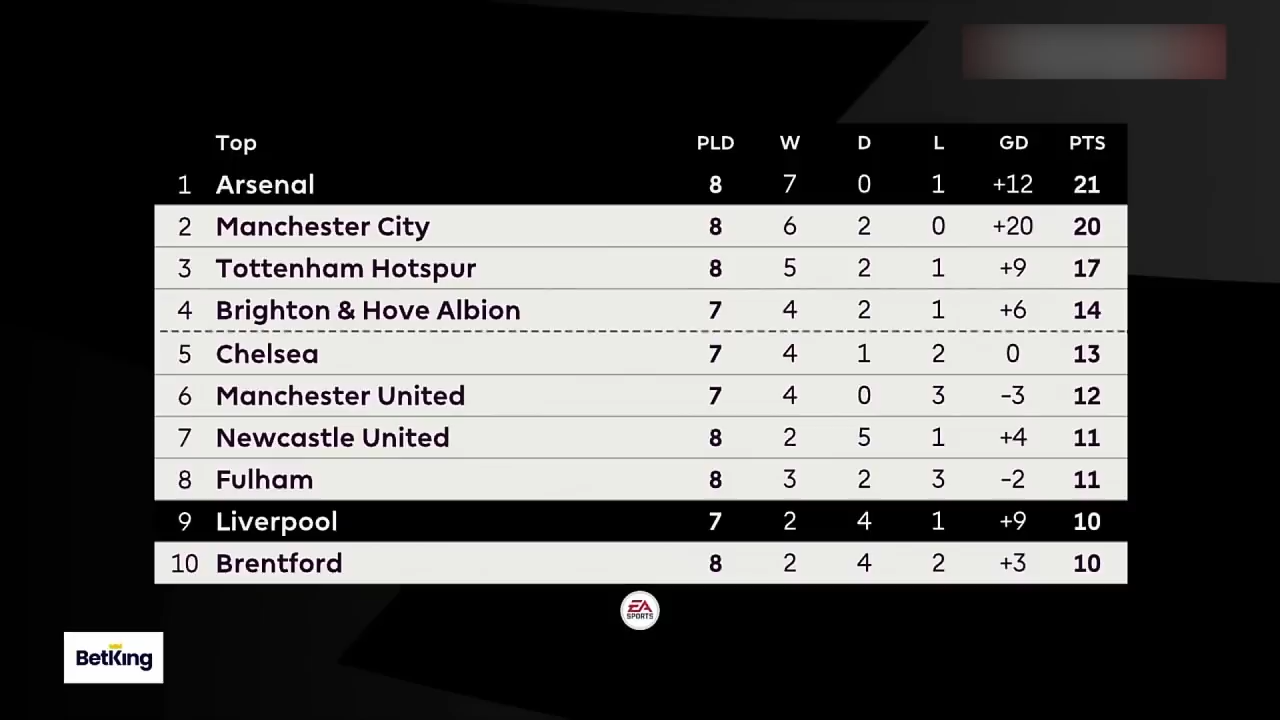 Top PLD W D L GD PTS
1 Arsenal 8 7 0 1 +12 21
2 Manchester City 8 6 2 0 +20 20
3 Tottenham Hotspur 8 5 2 1 +9 17
4 Brighton & Hove Albion 7 4 2 1 +6 14
5 Chelsea 7 4 1 2 0 13
6 Manchester United 7 4 0 3 -3 12
7 Newcastle United 8 2 5 1 +4 11
8 Fulham 8 3 2 3 -2 11
9 Liverpool 7 2 4 1 +9 10
10 Brentford 8 2 4 2 +3 10
EA
SPORTS
BetKing